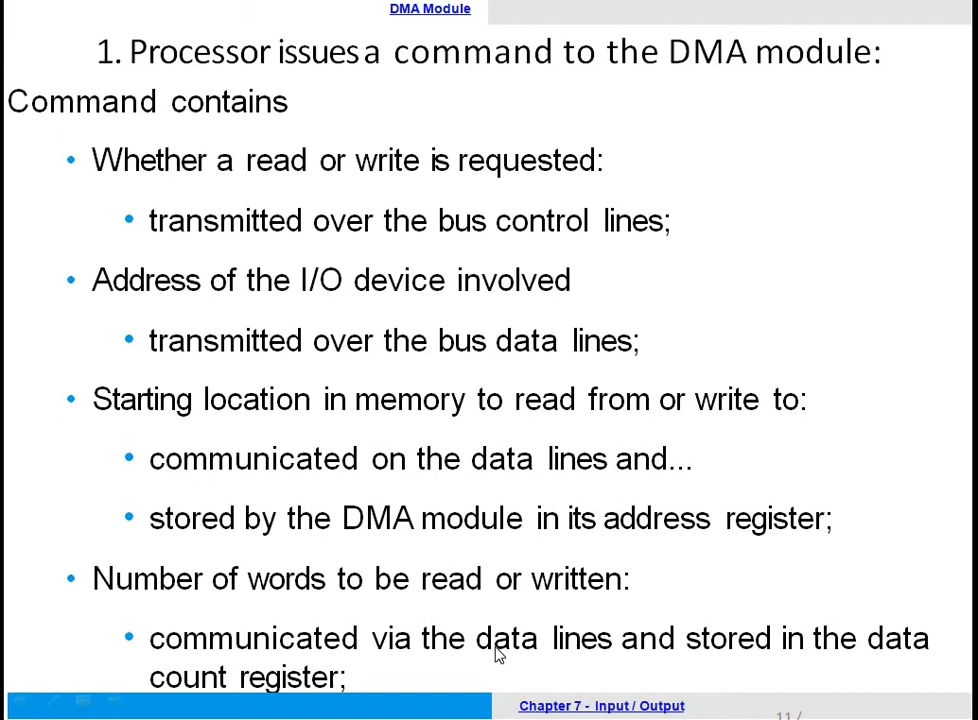 DMA Module
1. Processor issues a command to the DMA module:
Command contains
• Whether a read or write is requested:
• transmitted over the bus control lines;
• Address of the I/O device involved
• transmitted over the bus data lines;
• Starting location in memory to read from or write to:
• communicated on the data lines and...
• stored by the DMA module in its address register;
• Number of words to be read or written:
• communicated via the data lines and stored in the data
count register;
Chapter 7 - Input / Output
11 /